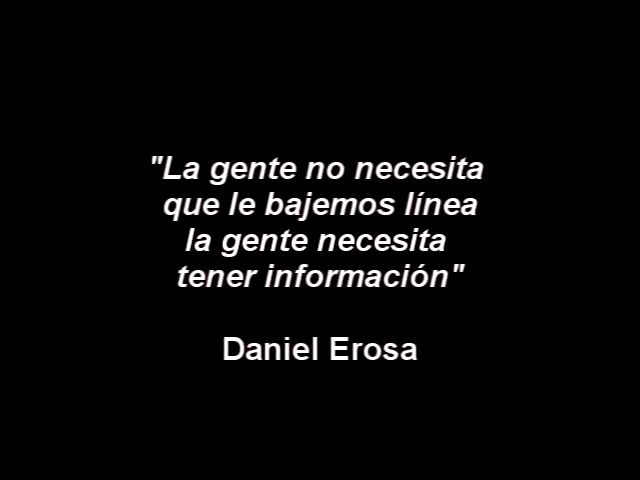 "La gente no necesita
que le bajemos línea
la gente necesita
tener información"
Daniel Erosa